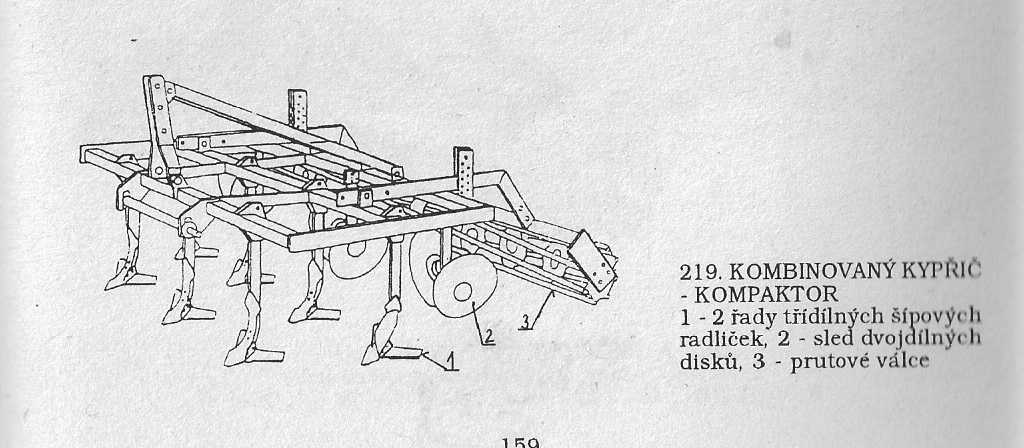 219. KOMBINOVANÝ KYPŘIČ
- KOMPAKTOR
1 - 2 řady třídílných šípových
radliček, 2 - sled dvojdílných
disků, 3 - prutové válce
1
2
3
159